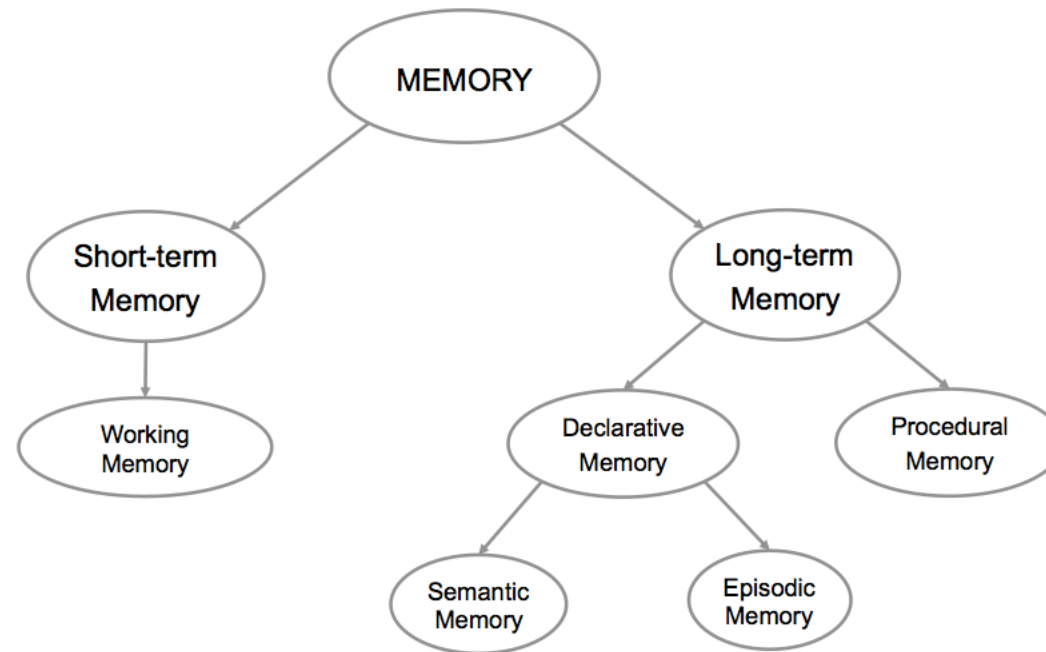 MEMORY
Short-term
Memory
Long-term
Memory
Working
Memory
Declarative
Memory
Procedural
Memory
Semantic
Memory
Episodic
Memory